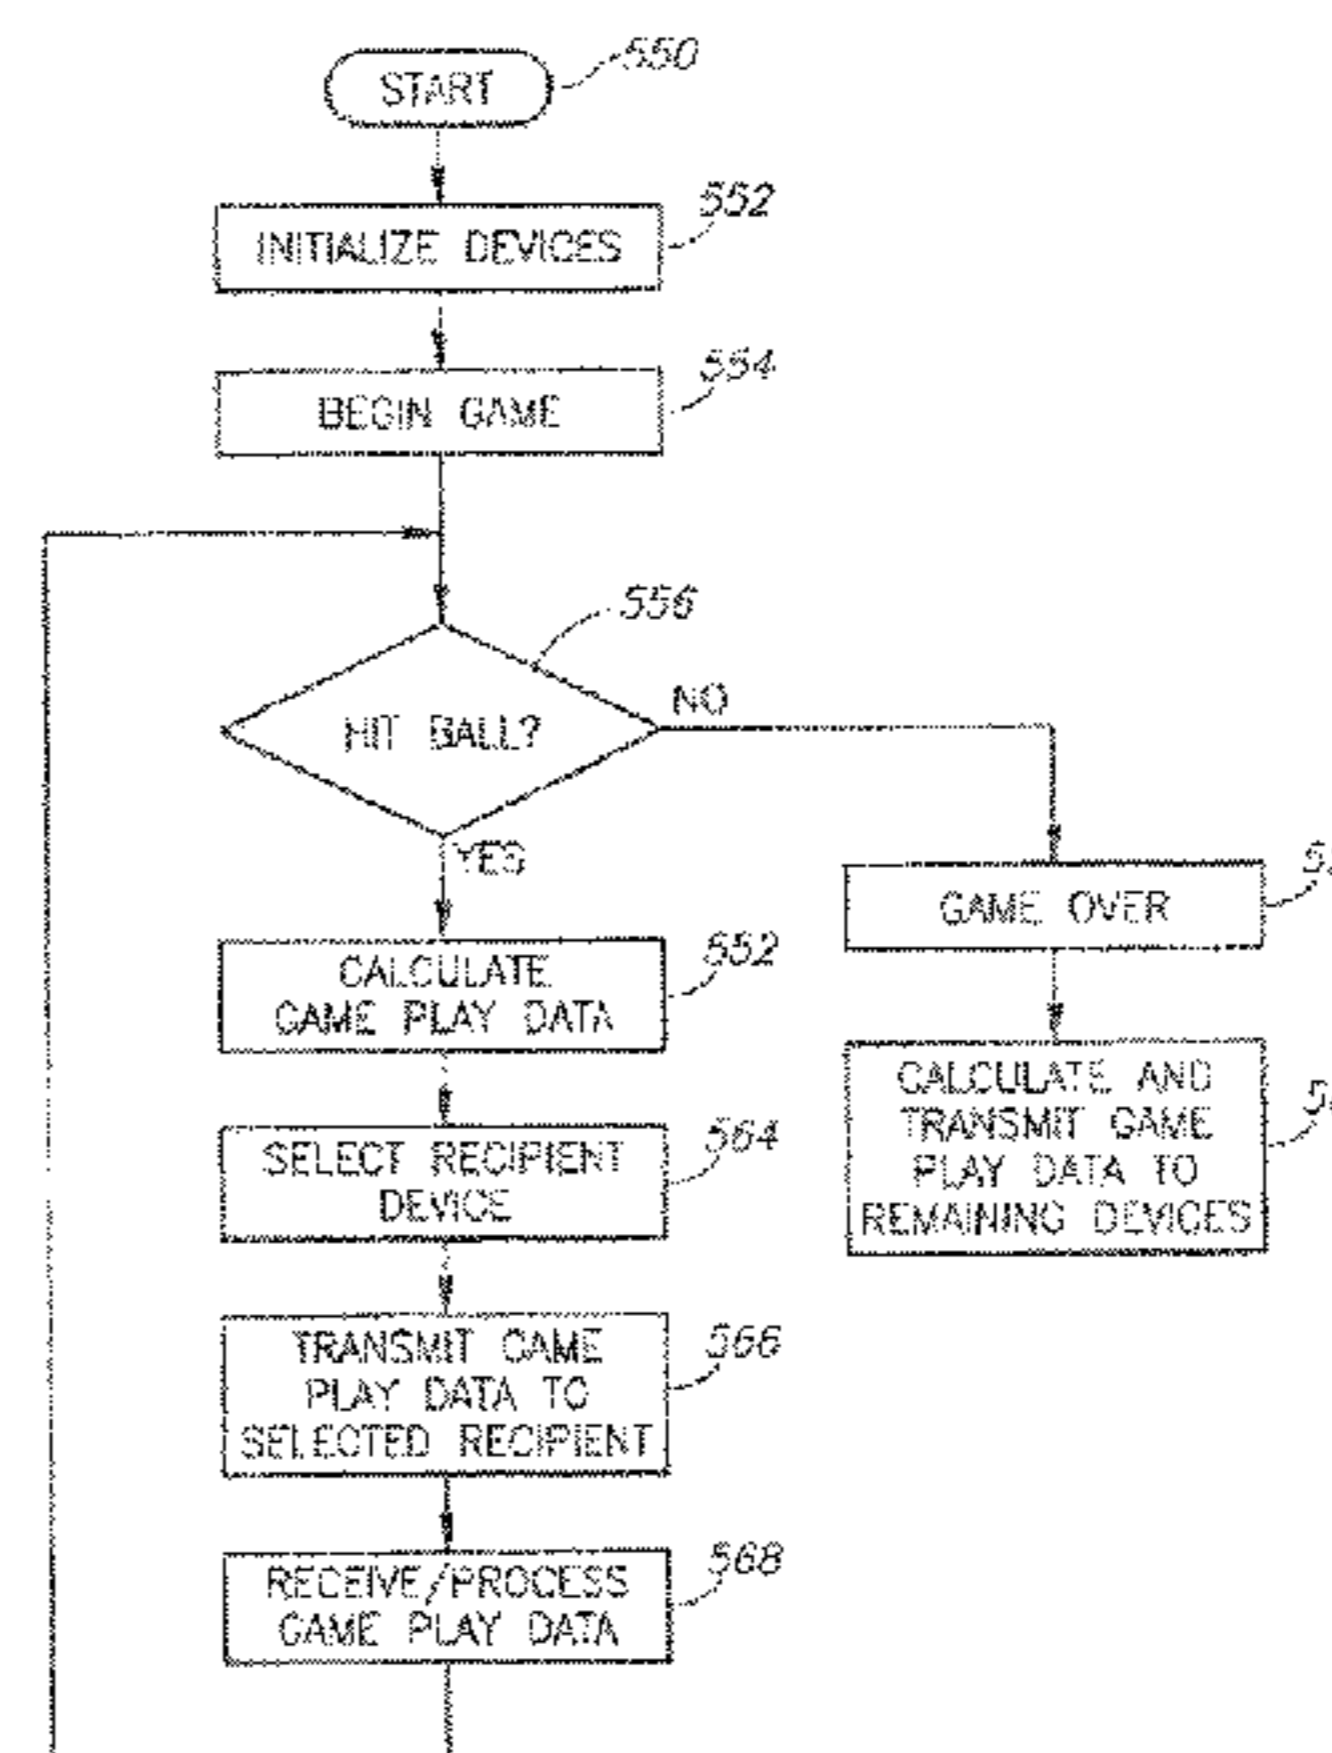 START
550
INITIALIZE DEVICES
552
BEGIN GAME
554
HIT BALL?
556
NO
YES
GAME OVER
CALCULATE
GAME PLAY DATA
552
CALCULATE AND
TRANSMIT GAME
PLAY DATA TO
REMAINING DEVICES
SELECT RECIPIENT
DEVICE
564
TRANSMIT GAME
PLAY DATA TO
SELECTED RECIPIENT
566
RECEIVE/PROCESS
GAME PLAY DATA
568